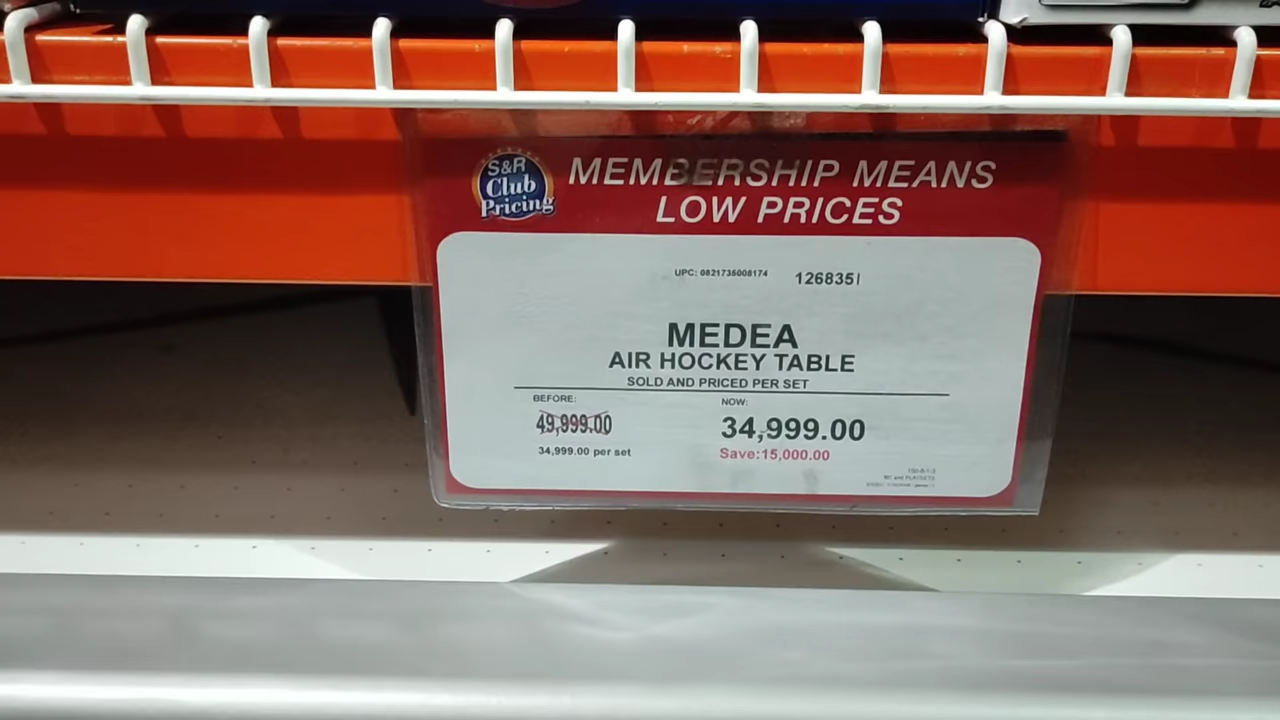 S&R
Club
Pricing
MEMBERSHIP MEANS
LOW PRICES
UPC: 0821735008174
126835I
MEDEA
AIR HOCKEY TABLE
SOLD AND PRICED PER SET
BEFORE:
49,999.00
34,999.00 per set
NOW:
34,999.00
Save:15,000.00